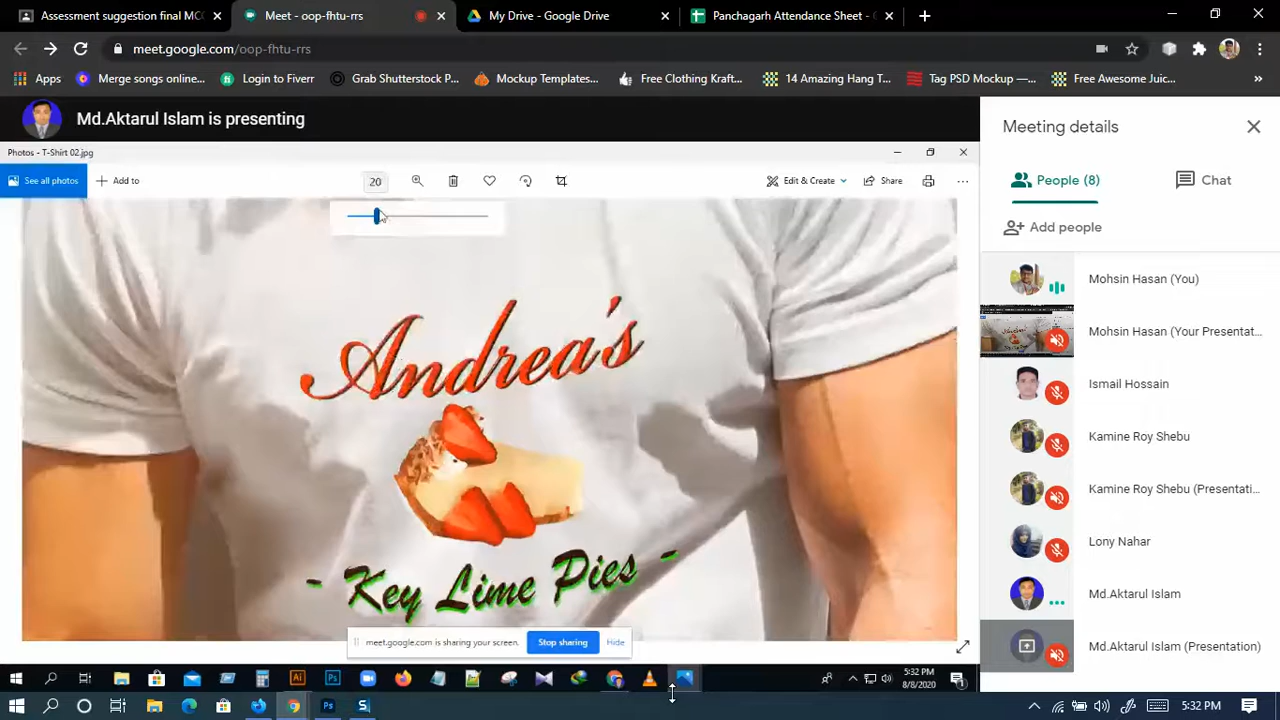 Assessment suggestion final MC
Meet - oop-fhtu-rrs
My Drive - Google Drive
Panchagarh Attendance Sheet - G
meet.google.com/oop-fhtu-rrs
Apps
Merge songs online...
Login to Fiverr
Grab Shutterstock P...
Mockup Templates...
Free Clothing Kraft...
14 Amazing Hang T...
Tag PSD Mockup —...
Free Awesome Juic...
»
Md.Aktarul Islam is presenting
Photos - T-Shirt 02.jpg
See all photos
Add to
20
Edit & Create
Share
Andrea's
- Key Lime Pies -
meet.google.com is sharing your screen.
Stop sharing
Hide
5:32 PM
8/8/2020
Meeting details
People (8)
Chat
Add people
Mohsin Hasan (You)
Mohsin Hasan (Your Presentat...
Ismail Hossain
Kamine Roy Shebu
Kamine Roy Shebu (Presentati...
Lony Nahar
Md.Aktarul Islam
Md.Aktarul Islam (Presentation)
5:32 PM